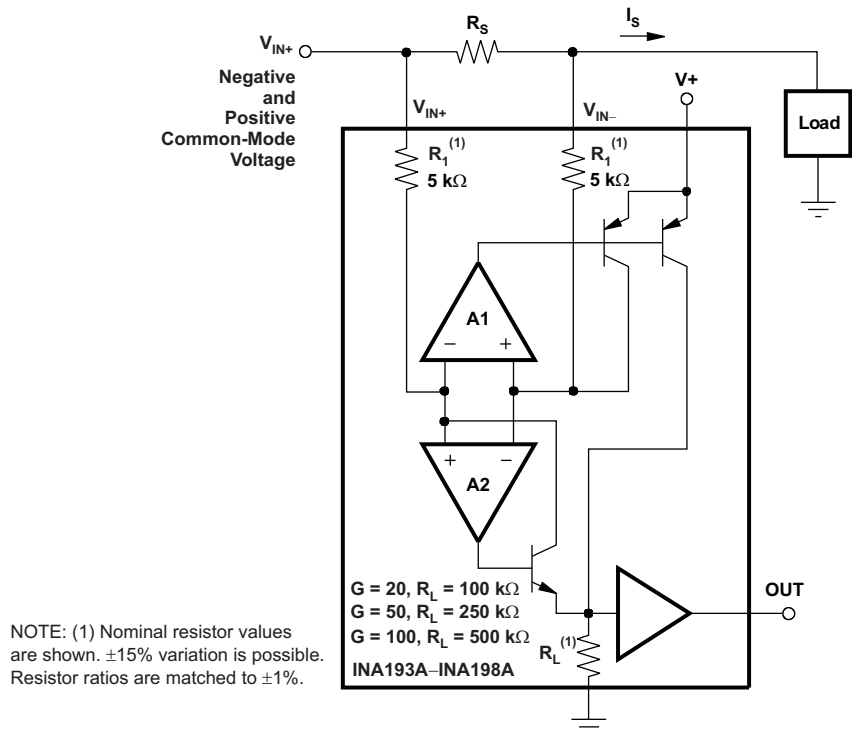 R_S
I_S
V_IN+
Negative
and
Positive
Common-Mode
Voltage
V+
Load
V_IN+
V_IN−
R_1^(1)
5 kΩ
R_1^(1)
5 kΩ
A1
− +
+ −
A2
G = 20, R_L = 100 kΩ
G = 50, R_L = 250 kΩ
G = 100, R_L = 500 kΩ
R_L^(1)
INA193A−INA198A
OUT
NOTE: (1) Nominal resistor values
are shown. ±15% variation is possible.
Resistor ratios are matched to ±1%.